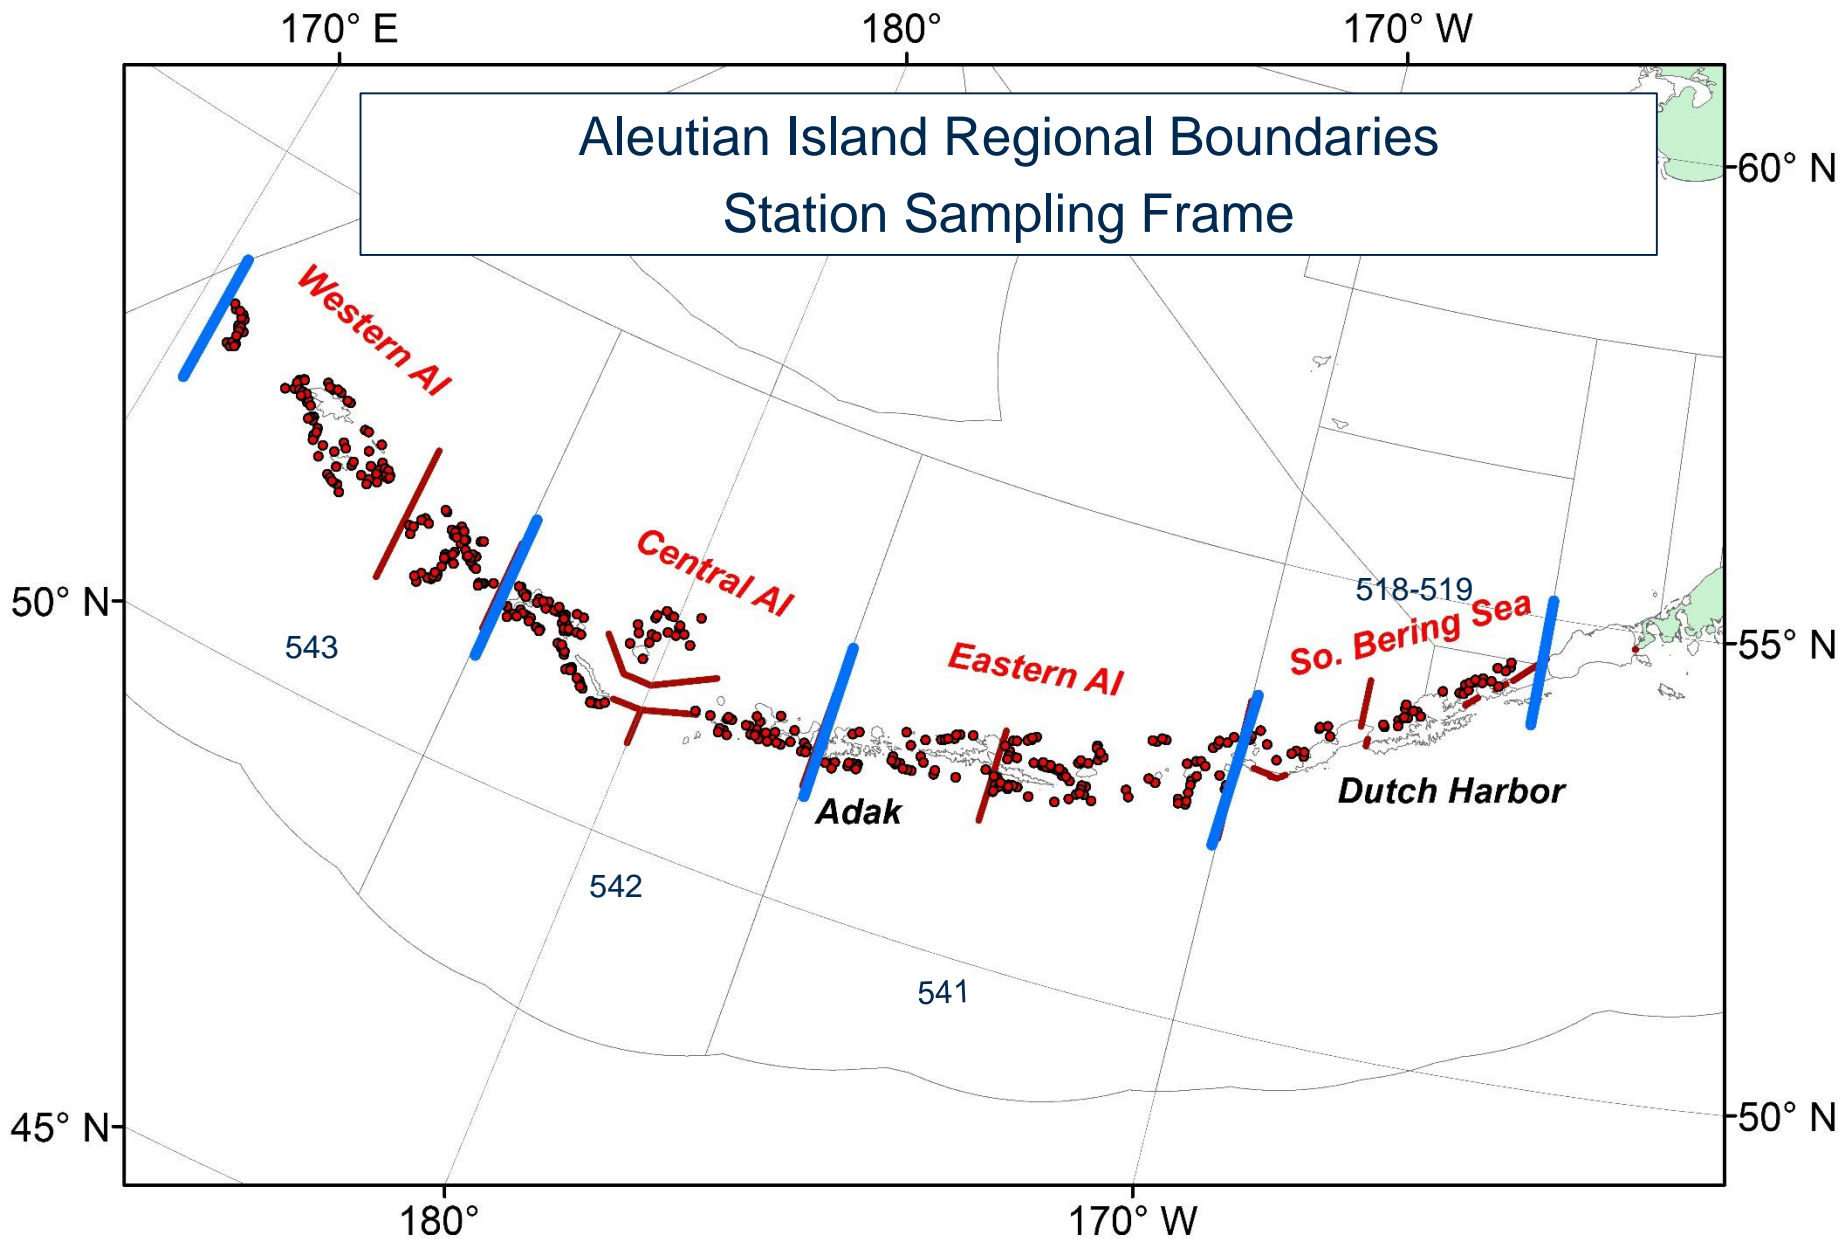 170° E
180°
170° W
Aleutian Island Regional Boundaries
Station Sampling Frame
60° N
Western AI
Central AI
518-519
50° N
So. Bering Sea
543
Eastern AI
55° N
Dutch Harbor
Adak
542
541
45° N
50° N
180°
170° W